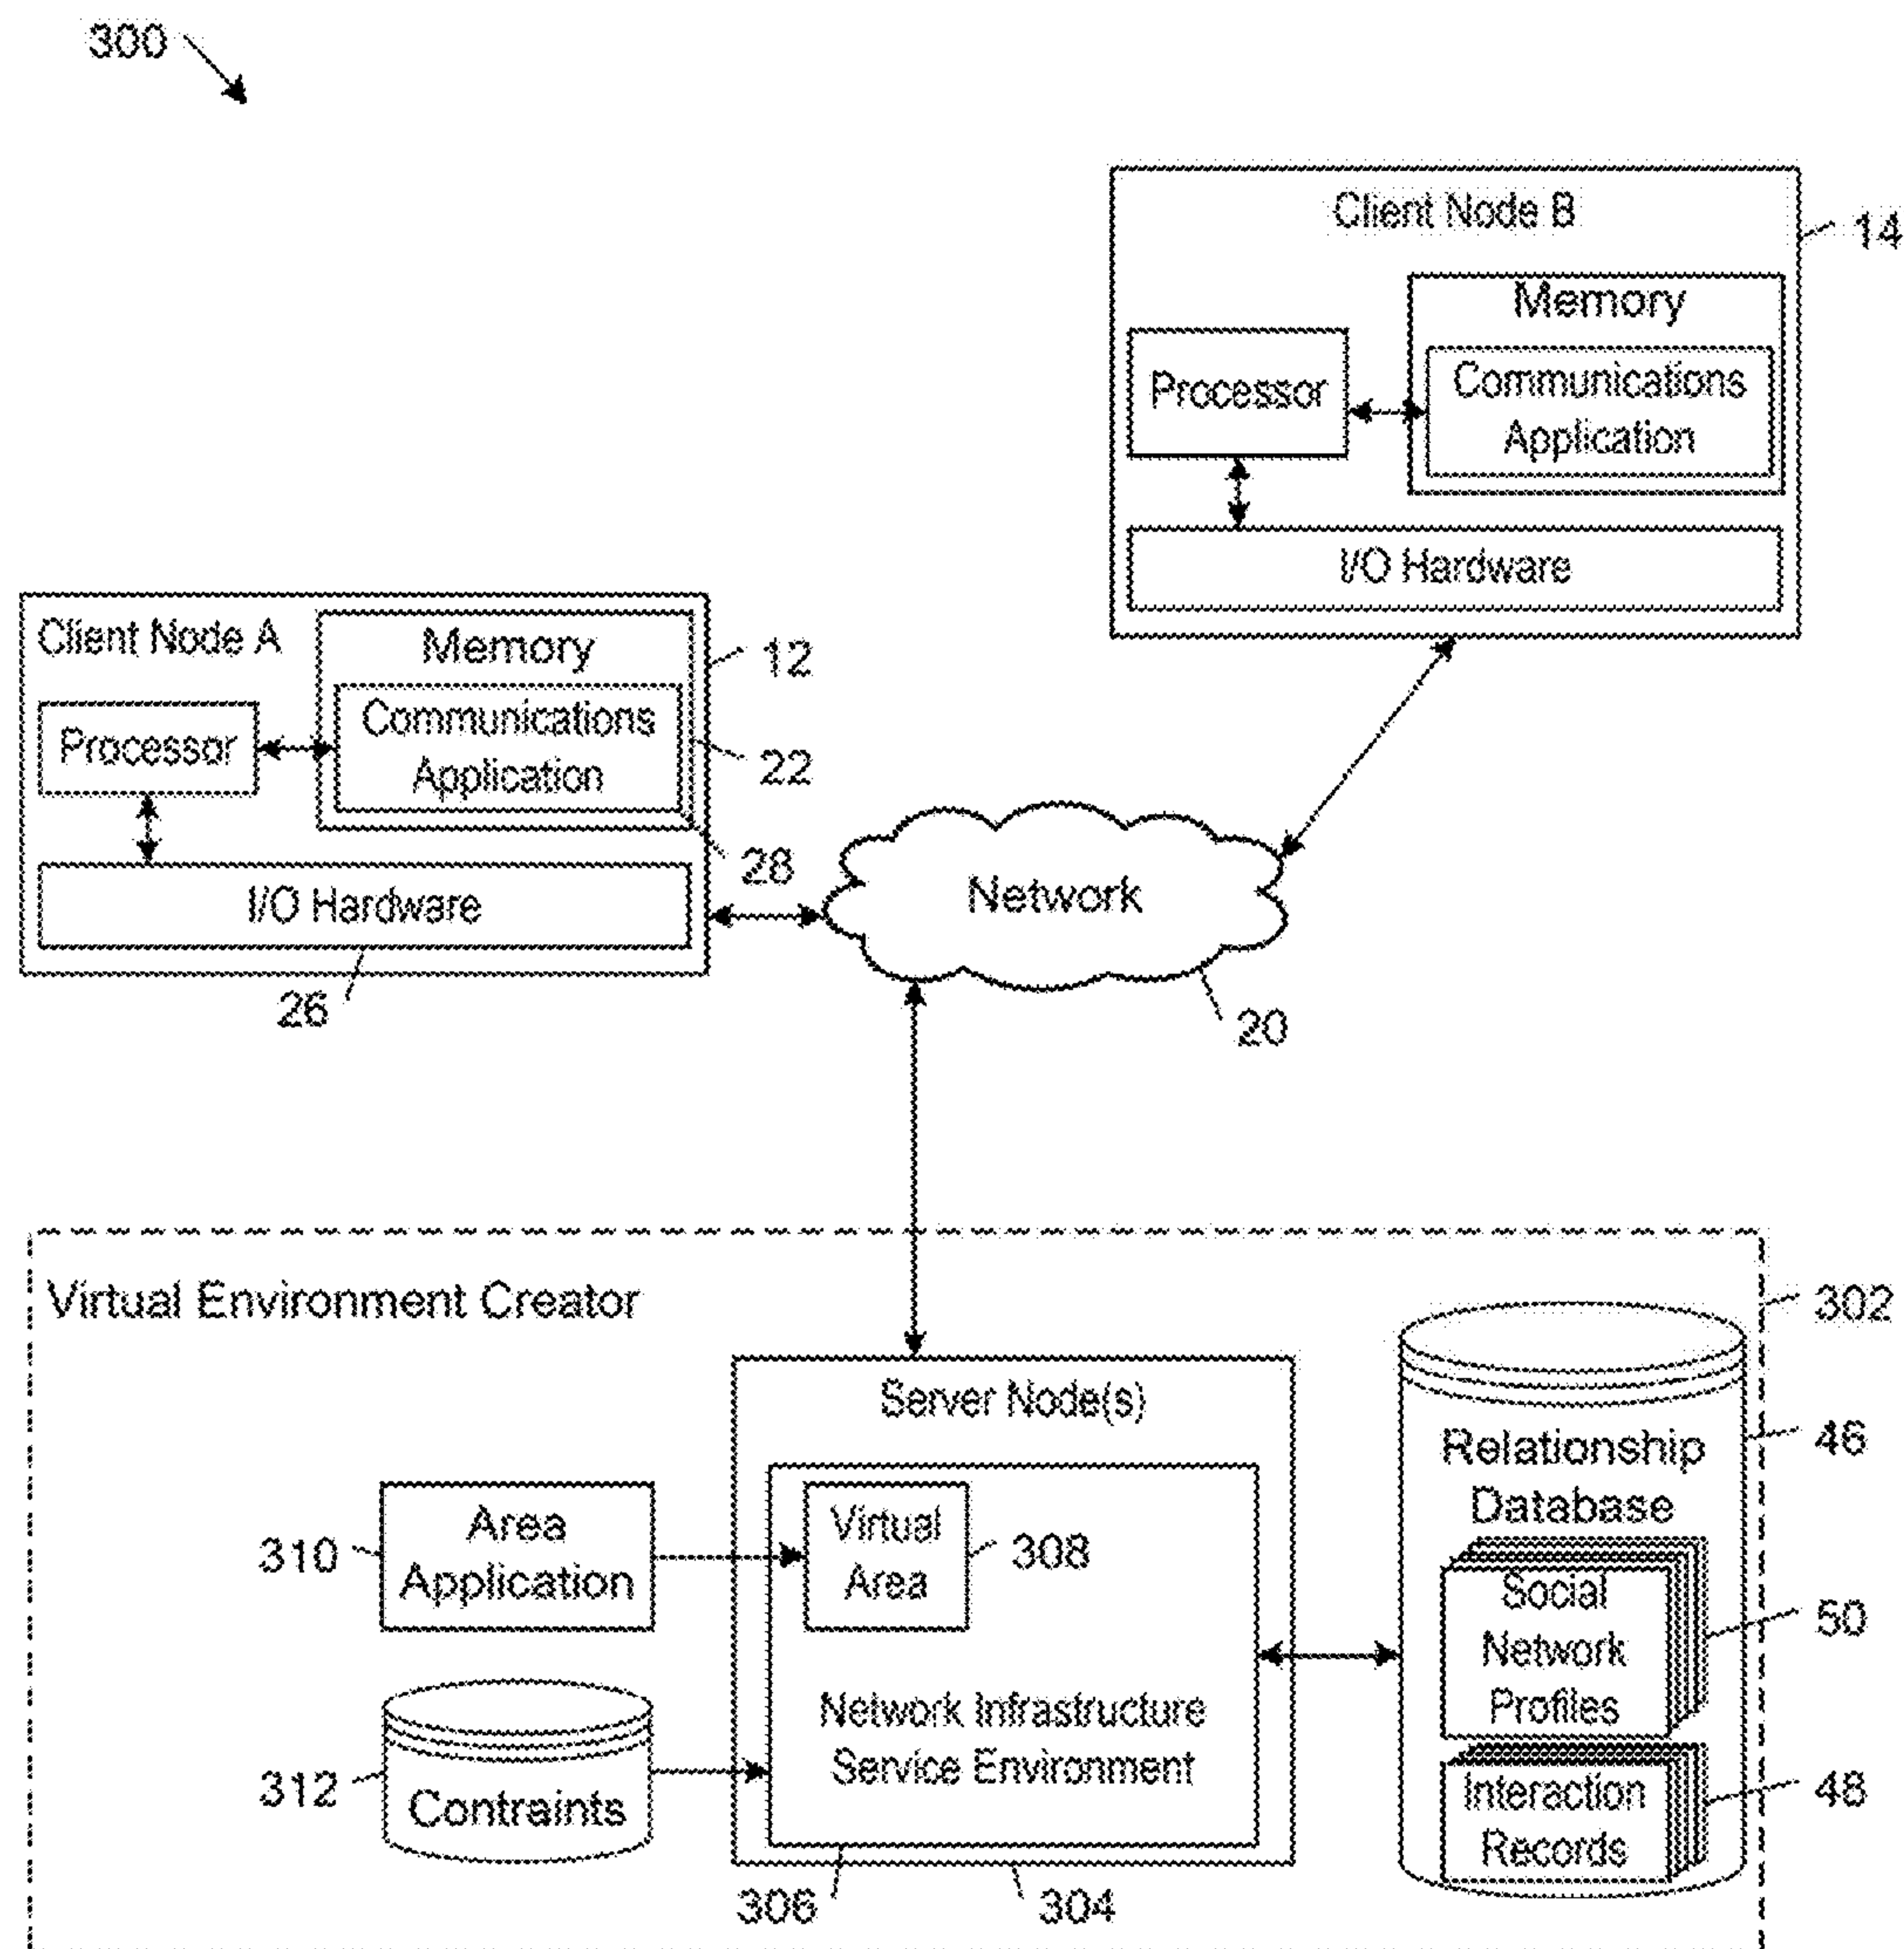 300
Client Node B
14
Memory
Processor
Communications
Application
I/O Hardware
Client Node A
Memory
12
Processor
Communications
Application
22
28
I/O Hardware
26
Network
20
Virtual Environment Creator
302
Server Node(s)
46
Relationship
Database
Area
Application
310
Virtual
Area
308
Social
Network
Profiles
50
Network Infrastructure
Service Environment
312
Contraints
Interaction
Records
48
306
304